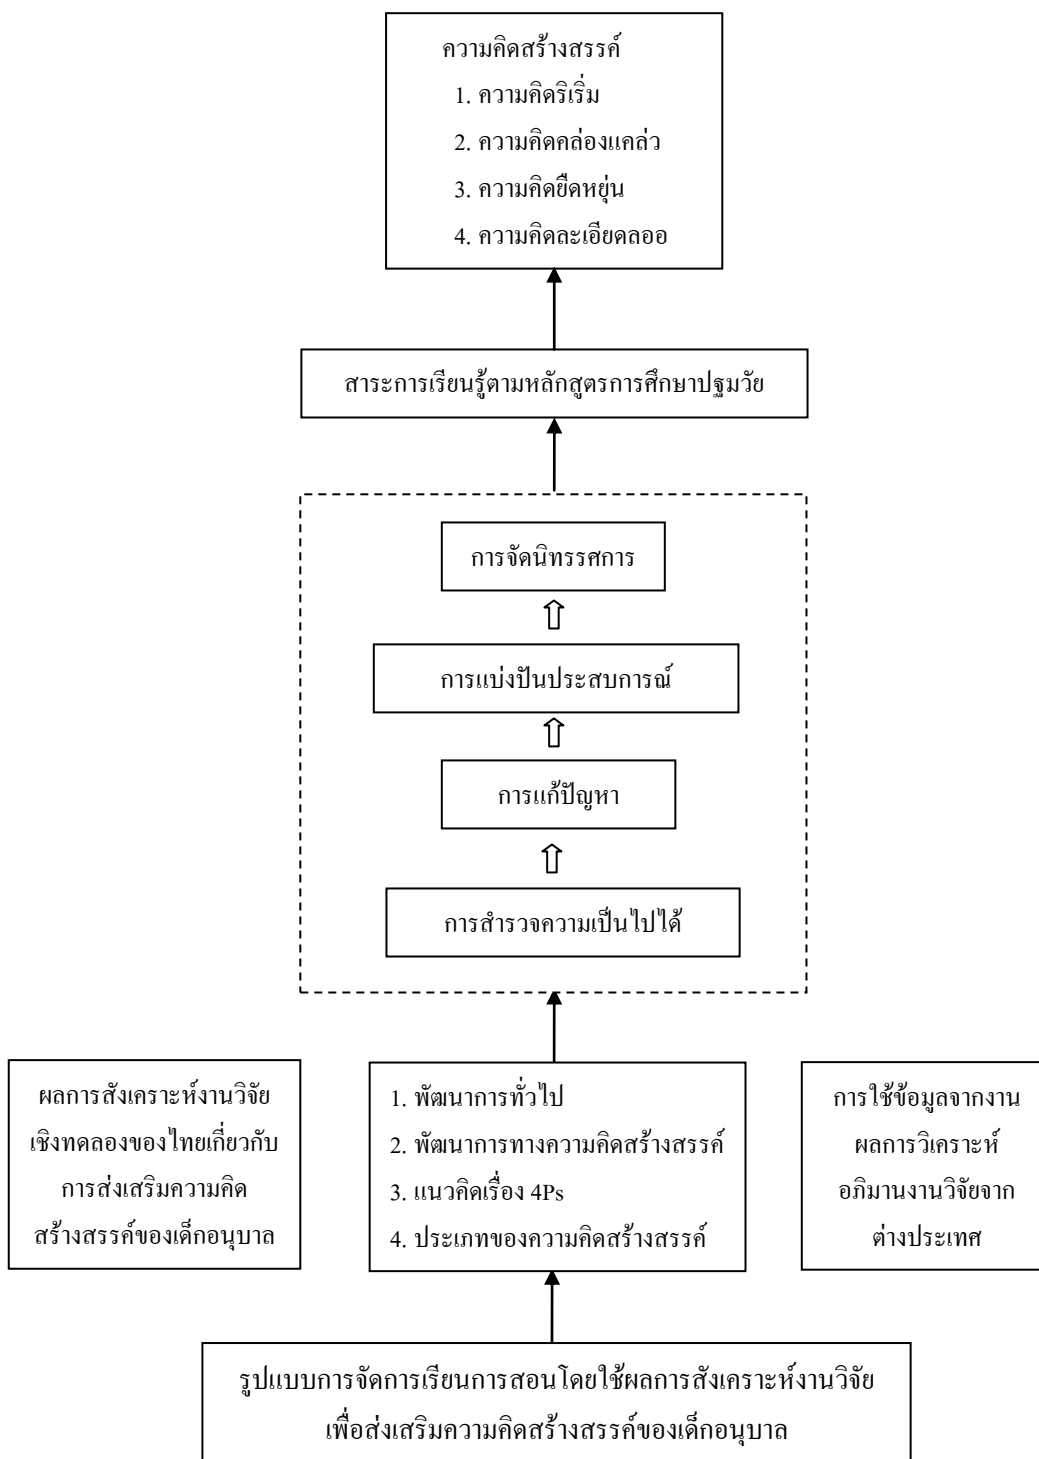 ความคิดสร้างสรรค์
1. ความคิดริเริ่ม
2. ความคิดคล่องแคล่ว
3. ความคิดยืดหยุ่น
4. ความคิดละเอียดลออ
สาระการเรียนรู้ตามหลักสูตรการศึกษาปฐมวัย
การจัดนิทรรศการ
การแบ่งปันประสบการณ์
การแก้ปัญหา
การสำรวจความเป็นไปได้
ผลการสังเคราะห์งานวิจัย
เชิงทดลองของไทยเกี่ยวกับ
การส่งเสริมความคิด
สร้างสรรค์ของเด็กอนุบาล
1. พัฒนาการทั่วไป
2. พัฒนาการทางความคิดสร้างสรรค์
3. แนวคิดเรื่อง 4Ps
4. ประเภทของความคิดสร้างสรรค์
การใช้ข้อมูลจากงาน
ผลการวิเคราะห์
อภิมานงานวิจัยจาก
ต่างประเทศ
รูปแบบการจัดการเรียนการสอนโดยใช้ผลการสังเคราะห์งานวิจัย
เพื่อส่งเสริมความคิดสร้างสรรค์ของเด็กอนุบาล